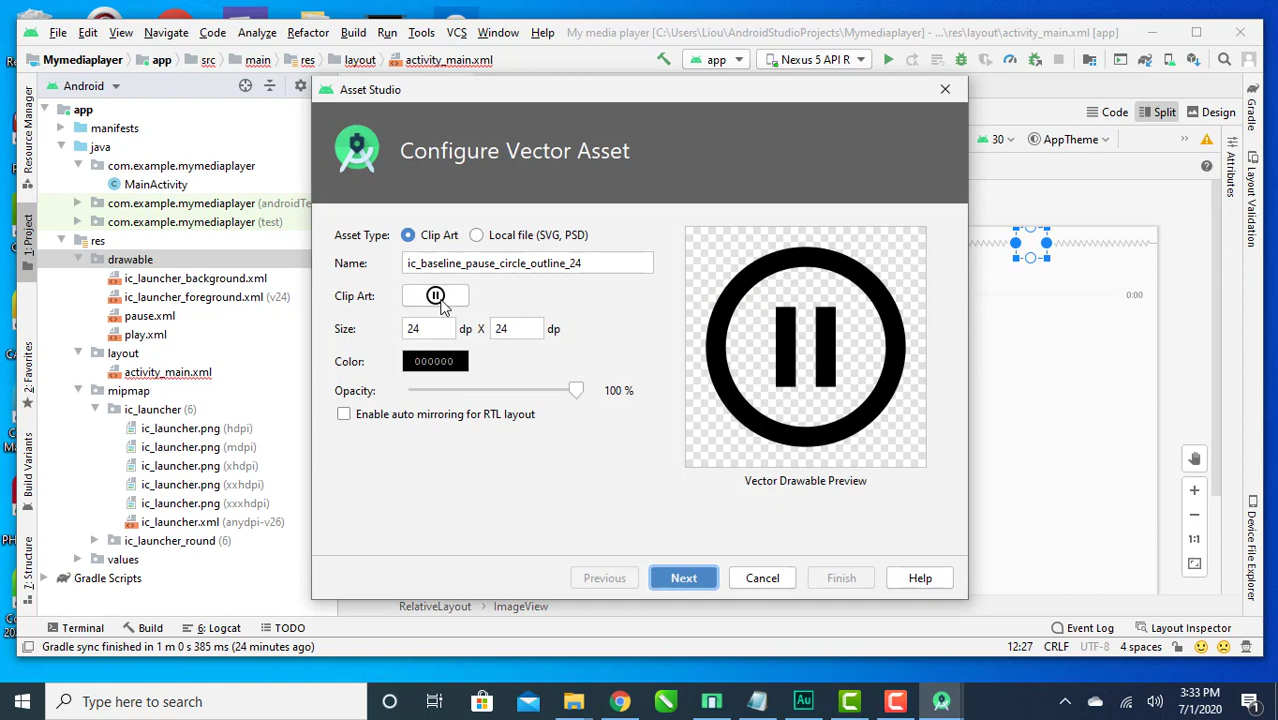 File Edit View Navigate Code Analyze Refactor Build Run Tools VCS Window Help My media player [C:\Users\Liou\AndroidStudioProjects\Mymediaplayer] - ...\res\layout\activity_main.xml [app]
Mymediaplayer app src main res layout activity_main.xml app Nexus 5 API R
Android
Asset Studio
Configure Vector Asset
Asset Type: Clip Art Local file (SVG, PSD)
Name: ic_baseline_pause_circle_outline_24
Clip Art:
Size: 24 dp X 24 dp
Color: 000000
Opacity: 100 %
Enable auto mirroring for RTL layout
Vector Drawable Preview
Previous Next Cancel Finish Help
app
manifests
java
com.example.mymediaplayer
MainActivity
com.example.mymediaplayer (androidTe
com.example.mymediaplayer (test)
res
drawable
ic_launcher_background.xml
ic_launcher_foreground.xml (v24)
pause.xml
play.xml
layout
activity_main.xml
mipmap
ic_launcher (6)
ic_launcher.png (hdpi)
ic_launcher.png (mdpi)
ic_launcher.png (xhdpi)
ic_launcher.png (xxhdpi)
ic_launcher.png (xxxhdpi)
ic_launcher.xml (anydpi-v26)
ic_launcher_round (6)
values
Gradle Scripts
Resource Manager
1: Project
2: Favorites
Build Variants
7: Structure
Code Split Design
30 AppTheme
0:00
1:1
Gradle
Attributes
Layout Validation
Device File Explorer
RelativeLayout ImageView
Terminal Build 6: Logcat TODO Event Log Layout Inspector
Gradle sync finished in 1 m 0 s 385 ms (24 minutes ago) 12:27 CRLF UTF-8 4 spaces
Type here to search
Au
3:33 PM
7/1/2020
1